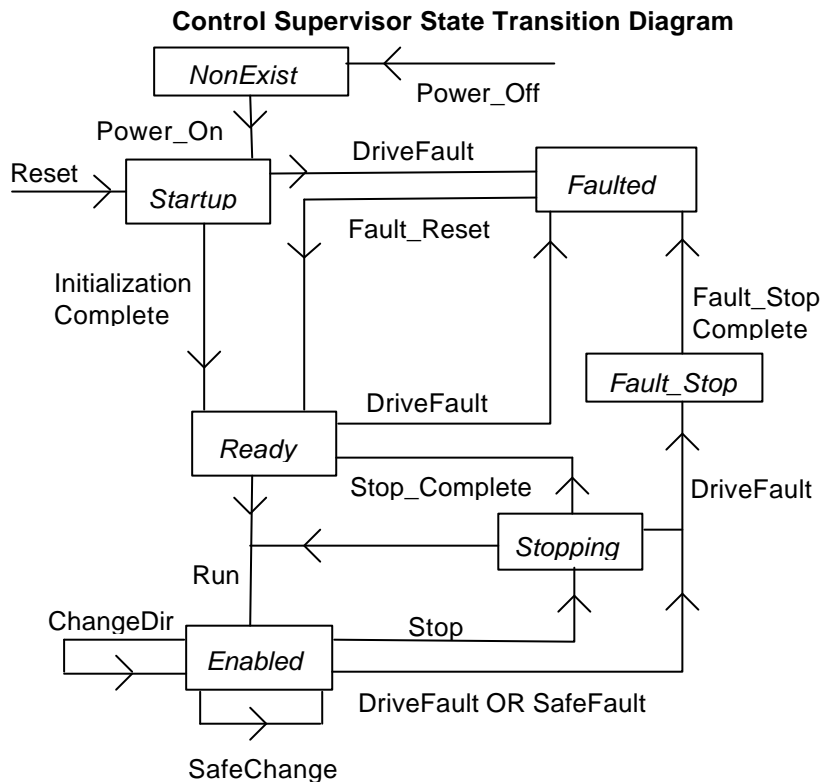 Control Supervisor State Transition Diagram
NonExist
Power_Off
Power_On
DriveFault
Reset
Startup
Faulted
Fault_Reset
Initialization
Complete
Fault_Stop
Complete
Fault_Stop
DriveFault
Ready
Stop_Complete
DriveFault
Stopping
Run
ChangeDir
Stop
Enabled
DriveFault OR SafeFault
SafeChange